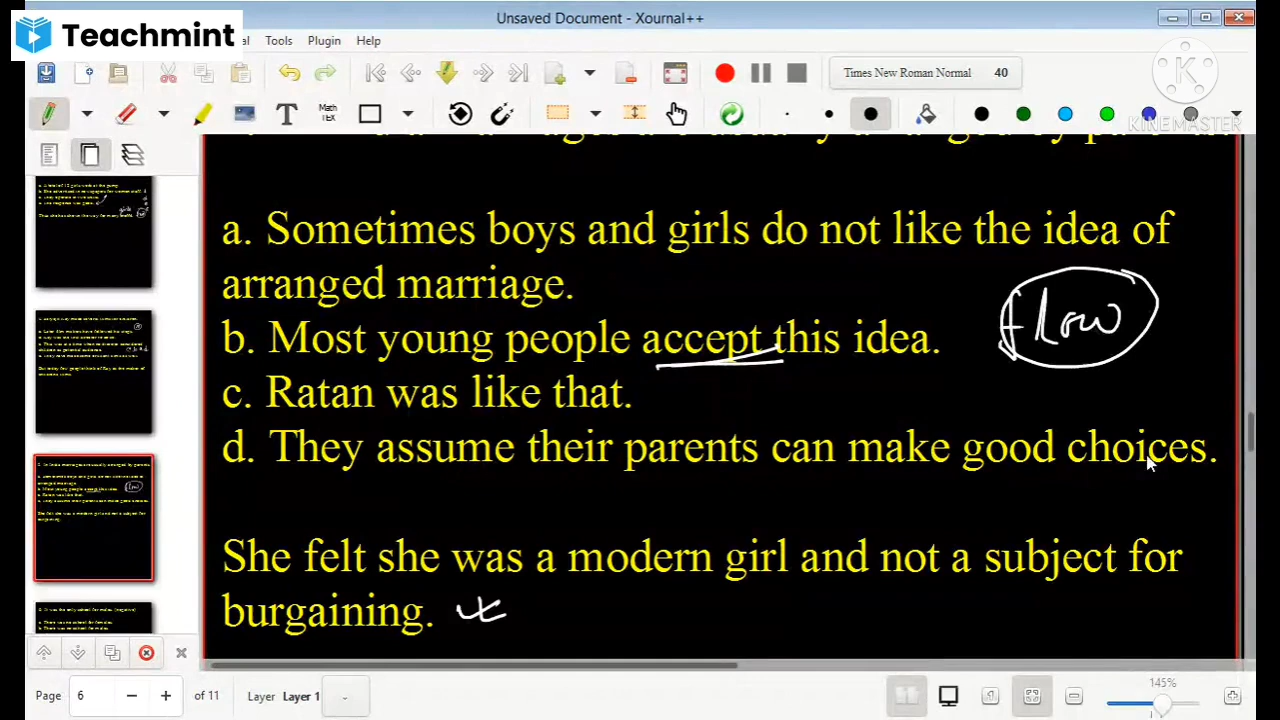 Unsaved Document - Xournal++
Teachmint
Tools Plugin Help
Times New Roman Normal 40
KINEMASTER
a. Sometimes boys and girls do not like the idea of
arranged marriage.
b. Most young people accept this idea.
flow
c. Ratan was like that.
d. They assume their parents can make good choices.
She felt she was a modern girl and not a subject for
burgaining.
Page 6 of 11 Layer Layer 1 145%